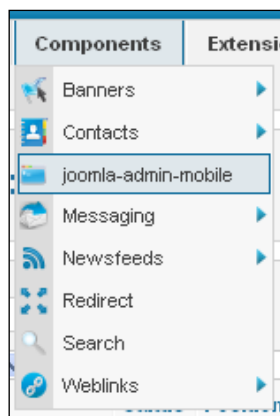 Components Extensi
Banners
Contacts
joomla-admin-mobile
Messaging
Newsfeeds
Redirect
Search
Weblinks